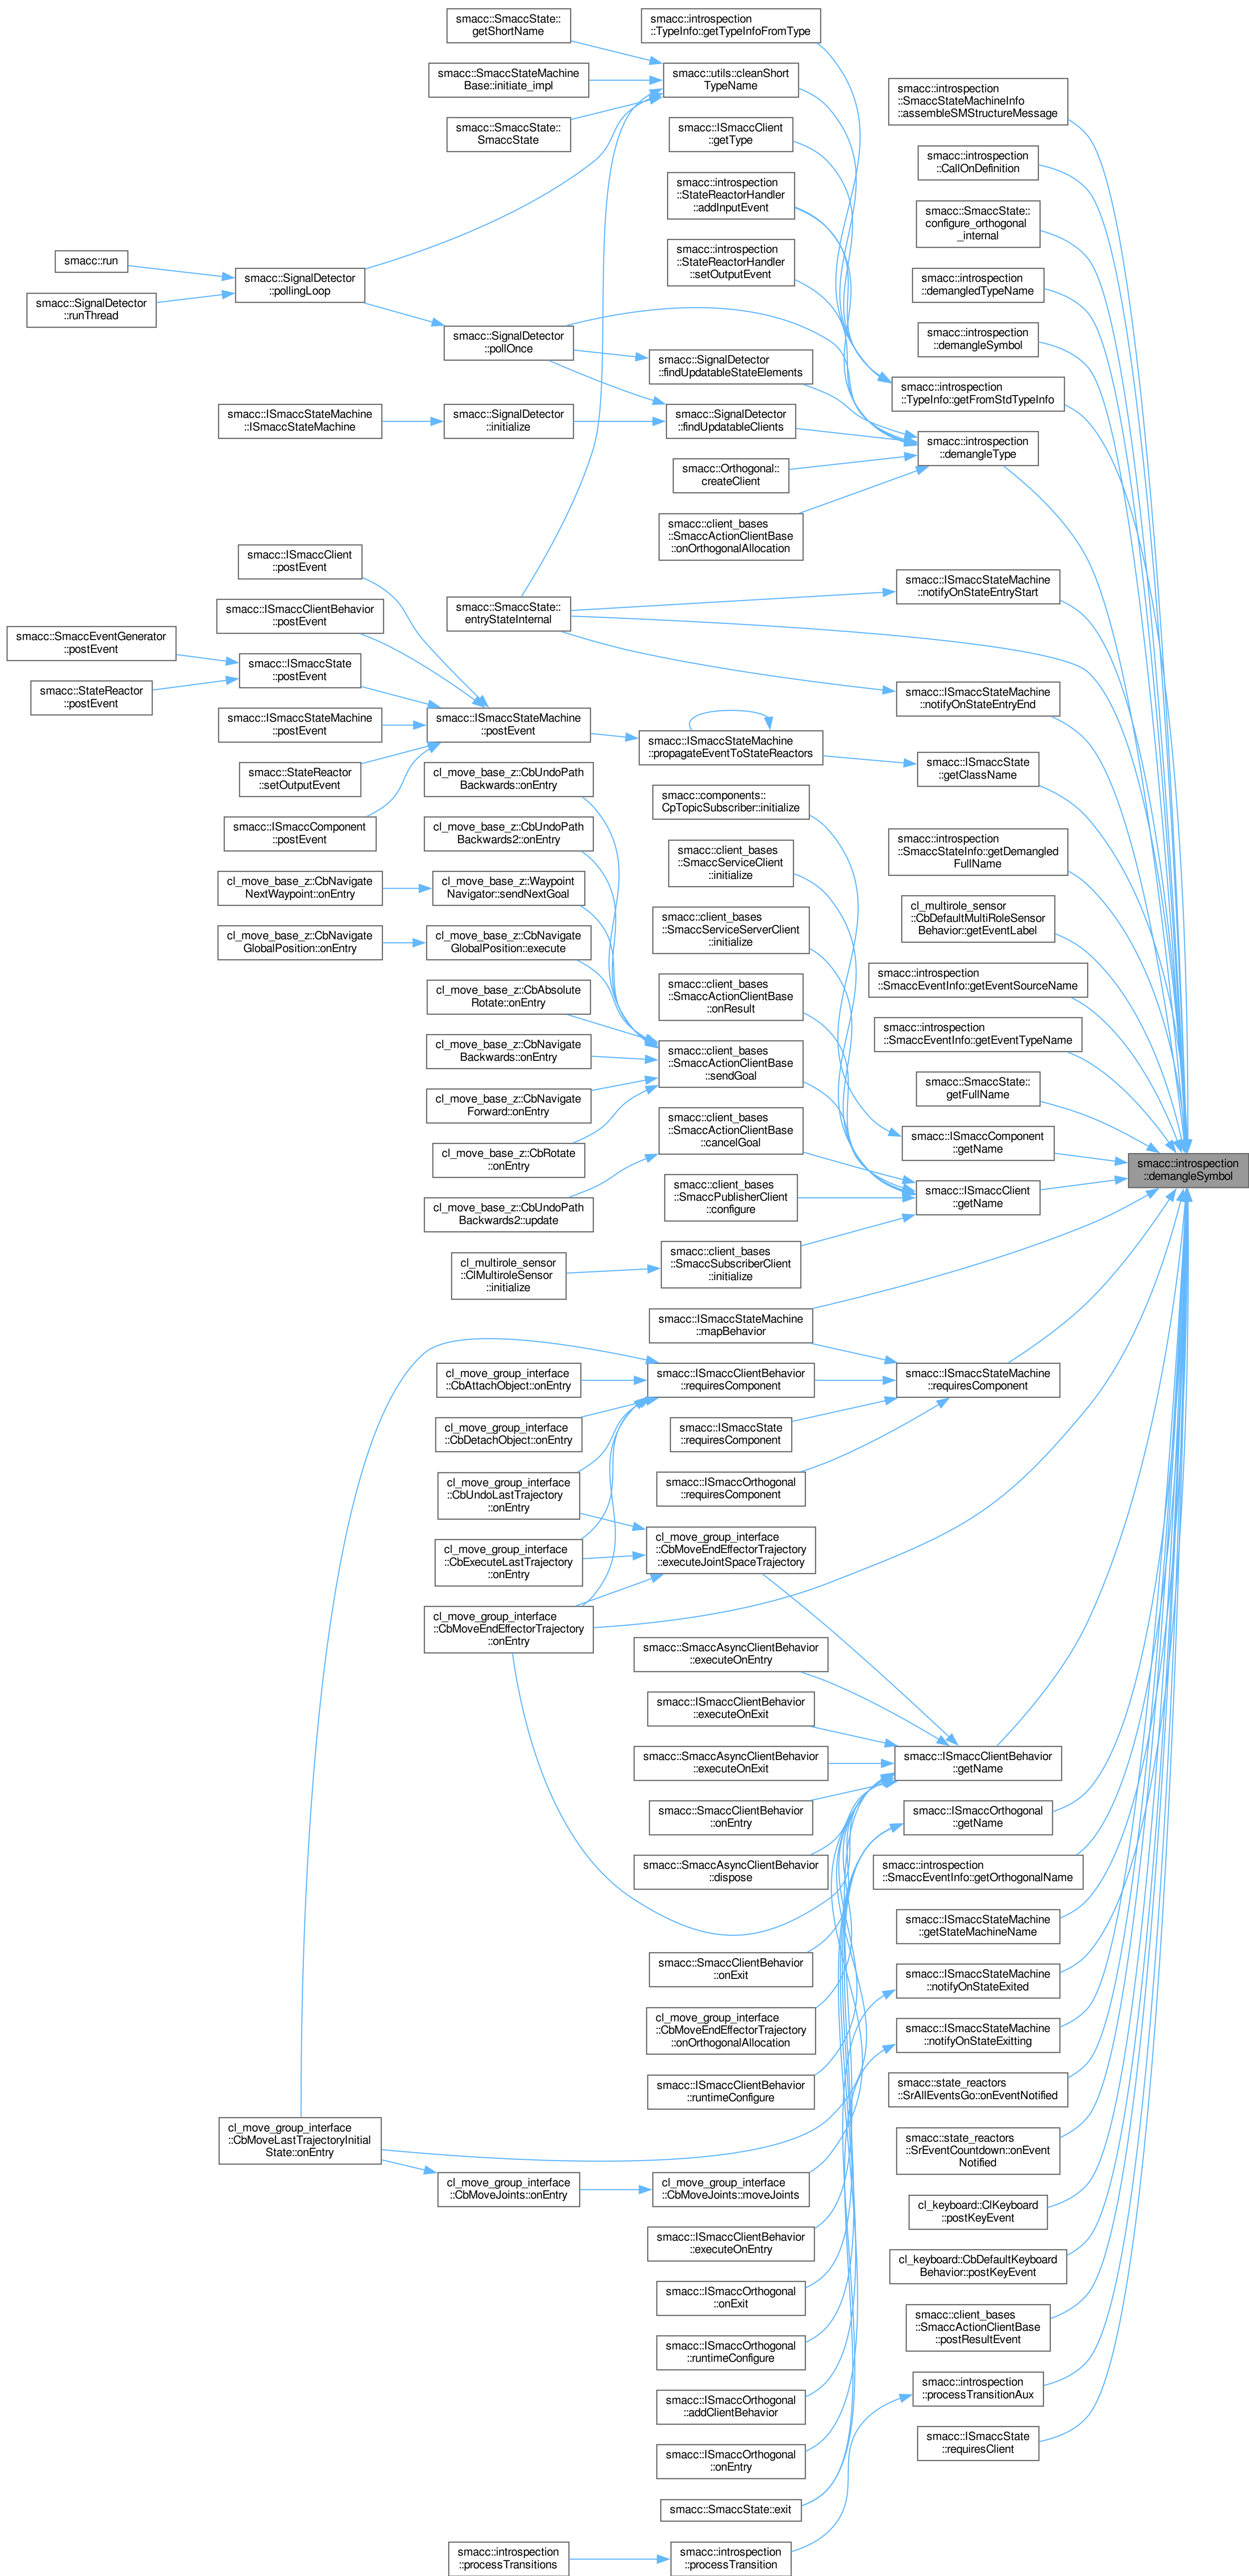 smacc::introspection
::demangleSymbol
smacc::introspection
::SmaccStateMachineInfo
::assembleSMStructureMessage
smacc::introspection
::CallOnDefinition
smacc::SmaccState::
configure_orthogonal
_internal
smacc::introspection
::demangledTypeName
smacc::introspection
::demangleSymbol
smacc::introspection
::TypeInfo::getFromStdTypeInfo
smacc::introspection
::demangleType
smacc::ISmaccStateMachine
::notifyOnStateEntryStart
smacc::ISmaccStateMachine
::notifyOnStateEntryEnd
smacc::ISmaccState
::getClassName
smacc::introspection
::SmaccStateInfo::getDemangled
FullName
cl_multirole_sensor
::CbDefaultMultiRoleSensor
Behavior::getEventLabel
smacc::introspection
::SmaccEventInfo::getEventSourceName
smacc::introspection
::SmaccEventInfo::getEventTypeName
smacc::SmaccState::
getFullName
smacc::ISmaccComponent
::getName
smacc::ISmaccClient
::getName
smacc::ISmaccStateMachine
::requiresComponent
smacc::ISmaccClientBehavior
::getName
smacc::ISmaccOrthogonal
::getName
smacc::introspection
::SmaccEventInfo::getOrthogonalName
smacc::ISmaccStateMachine
::getStateMachineName
smacc::ISmaccStateMachine
::notifyOnStateExited
smacc::ISmaccStateMachine
::notifyOnStateExitting
smacc::state_reactors
::SrAllEventsGo::onEventNotified
smacc::state_reactors
::SrEventCountdown::onEvent
Notified
cl_keyboard::ClKeyboard
::postKeyEvent
cl_keyboard::CbDefaultKeyboard
Behavior::postKeyEvent
smacc::client_bases
::SmaccActionClientBase
::postResultEvent
smacc::introspection
::processTransitionAux
smacc::ISmaccState
::requiresClient
smacc::introspection
::TypeInfo::getTypeInfoFromType
smacc::utils::cleanShort
TypeName
smacc::ISmaccClient
::getType
smacc::introspection
::StateReactorHandler
::addInputEvent
smacc::introspection
::StateReactorHandler
::setOutputEvent
smacc::SignalDetector
::findUpdatableStateElements
smacc::SignalDetector
::findUpdatableClients
smacc::Orthogonal::
createClient
smacc::client_bases
::SmaccActionClientBase
::onOrthogonalAllocation
smacc::ISmaccStateMachine
::propagateEventToStateReactors
smacc::components::
CpTopicSubscriber::initialize
smacc::client_bases
::SmaccServiceClient
::initialize
smacc::client_bases
::SmaccServiceServerClient
::initialize
smacc::client_bases
::SmaccActionClientBase
::onResult
smacc::client_bases
::SmaccActionClientBase
::sendGoal
smacc::client_bases
::SmaccActionClientBase
::cancelGoal
smacc::client_bases
::SmaccPublisherClient
::configure
smacc::client_bases
::SmaccSubscriberClient
::initialize
smacc::ISmaccStateMachine
::mapBehavior
smacc::ISmaccClientBehavior
::requiresComponent
smacc::ISmaccState
::requiresComponent
smacc::ISmaccOrthogonal
::requiresComponent
cl_move_group_interface
::CbMoveEndEffectorTrajectory
::executeJointSpaceTrajectory
smacc::SmaccAsyncClientBehavior
::executeOnEntry
smacc::ISmaccClientBehavior
::executeOnExit
smacc::SmaccAsyncClientBehavior
::executeOnExit
smacc::SmaccClientBehavior
::onEntry
smacc::SmaccAsyncClientBehavior
::dispose
smacc::SmaccClientBehavior
::onExit
cl_move_group_interface
::CbMoveEndEffectorTrajectory
::onOrthogonalAllocation
smacc::ISmaccClientBehavior
::runtimeConfigure
cl_move_group_interface
::CbMoveJoints::moveJoints
smacc::ISmaccClientBehavior
::executeOnEntry
smacc::ISmaccOrthogonal
::onExit
smacc::ISmaccOrthogonal
::runtimeConfigure
smacc::ISmaccOrthogonal
::addClientBehavior
smacc::ISmaccOrthogonal
::onEntry
smacc::SmaccState::exit
smacc::introspection
::processTransition
smacc::SmaccState::
getShortName
smacc::SmaccStateMachine
Base::initiate_impl
smacc::SmaccState::
SmaccState
smacc::SignalDetector
::pollOnce
smacc::SignalDetector
::initialize
smacc::SmaccState::
entryStateInternal
smacc::ISmaccStateMachine
::postEvent
cl_move_base_z::CbUndoPath
Backwards::onEntry
cl_move_base_z::CbUndoPath
Backwards2::onEntry
cl_move_base_z::Waypoint
Navigator::sendNextGoal
cl_move_base_z::CbNavigate
GlobalPosition::execute
cl_move_base_z::CbAbsolute
Rotate::onEntry
cl_move_base_z::CbNavigate
Backwards::onEntry
cl_move_base_z::CbNavigate
Forward::onEntry
cl_move_base_z::CbRotate
::onEntry
cl_move_base_z::CbUndoPath
Backwards2::update
cl_multirole_sensor
::ClMultiroleSensor
::initialize
cl_move_group_interface
::CbAttachObject::onEntry
cl_move_group_interface
::CbDetachObject::onEntry
cl_move_group_interface
::CbUndoLastTrajectory
::onEntry
cl_move_group_interface
::CbExecuteLastTrajectory
::onEntry
cl_move_group_interface
::CbMoveEndEffectorTrajectory
::onEntry
cl_move_group_interface
::CbMoveJoints::onEntry
smacc::introspection
::processTransitions
smacc::SignalDetector
::pollingLoop
smacc::ISmaccStateMachine
::ISmaccStateMachine
smacc::ISmaccClient
::postEvent
smacc::ISmaccClientBehavior
::postEvent
smacc::ISmaccState
::postEvent
smacc::ISmaccStateMachine
::postEvent
smacc::StateReactor
::setOutputEvent
smacc::ISmaccComponent
::postEvent
cl_move_base_z::CbNavigate
NextWaypoint::onEntry
cl_move_base_z::CbNavigate
GlobalPosition::onEntry
cl_move_group_interface
::CbMoveLastTrajectoryInitial
State::onEntry
smacc::run
smacc::SignalDetector
::runThread
smacc::SmaccEventGenerator
::postEvent
smacc::StateReactor
::postEvent